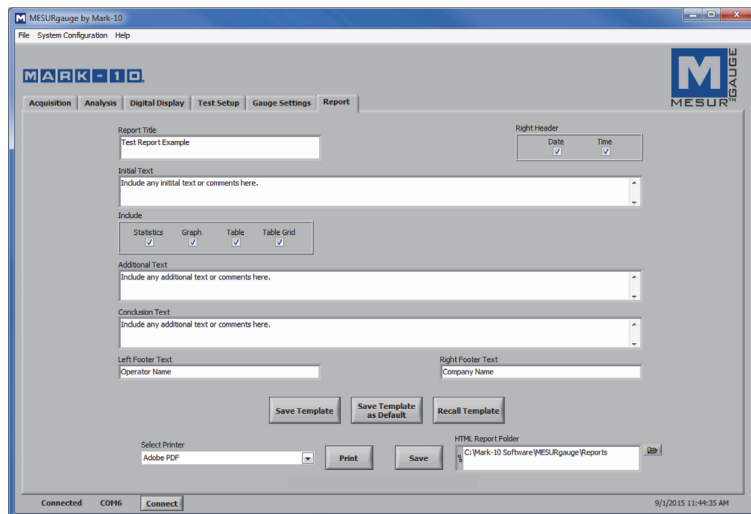 MESURgauge by Mark-10
File System Configuration Help
MARK-10
M
MESUR™
GAUGE
Acquisition Analysis Digital Display Test Setup Gauge Settings Report
Report Title
Right Header
Test Report Example
Date Time
Initial Text
Include any initital text or comments here.
Include
Statistics Graph Table Table Grid
Additional Text
Include any additional text or comments here.
Conclusion Text
Include any additional text or comments here.
Left Footer Text
Right Footer Text
Operator Name
Company Name
Save Template
Save Template
as Default
Recall Template
Select Printer
HTML Report Folder
Adobe PDF
Print
Save
C:\Mark-10 Software\MESURgauge\Reports
Connected COM6 Connect
9/1/2015 11:44:35 AM